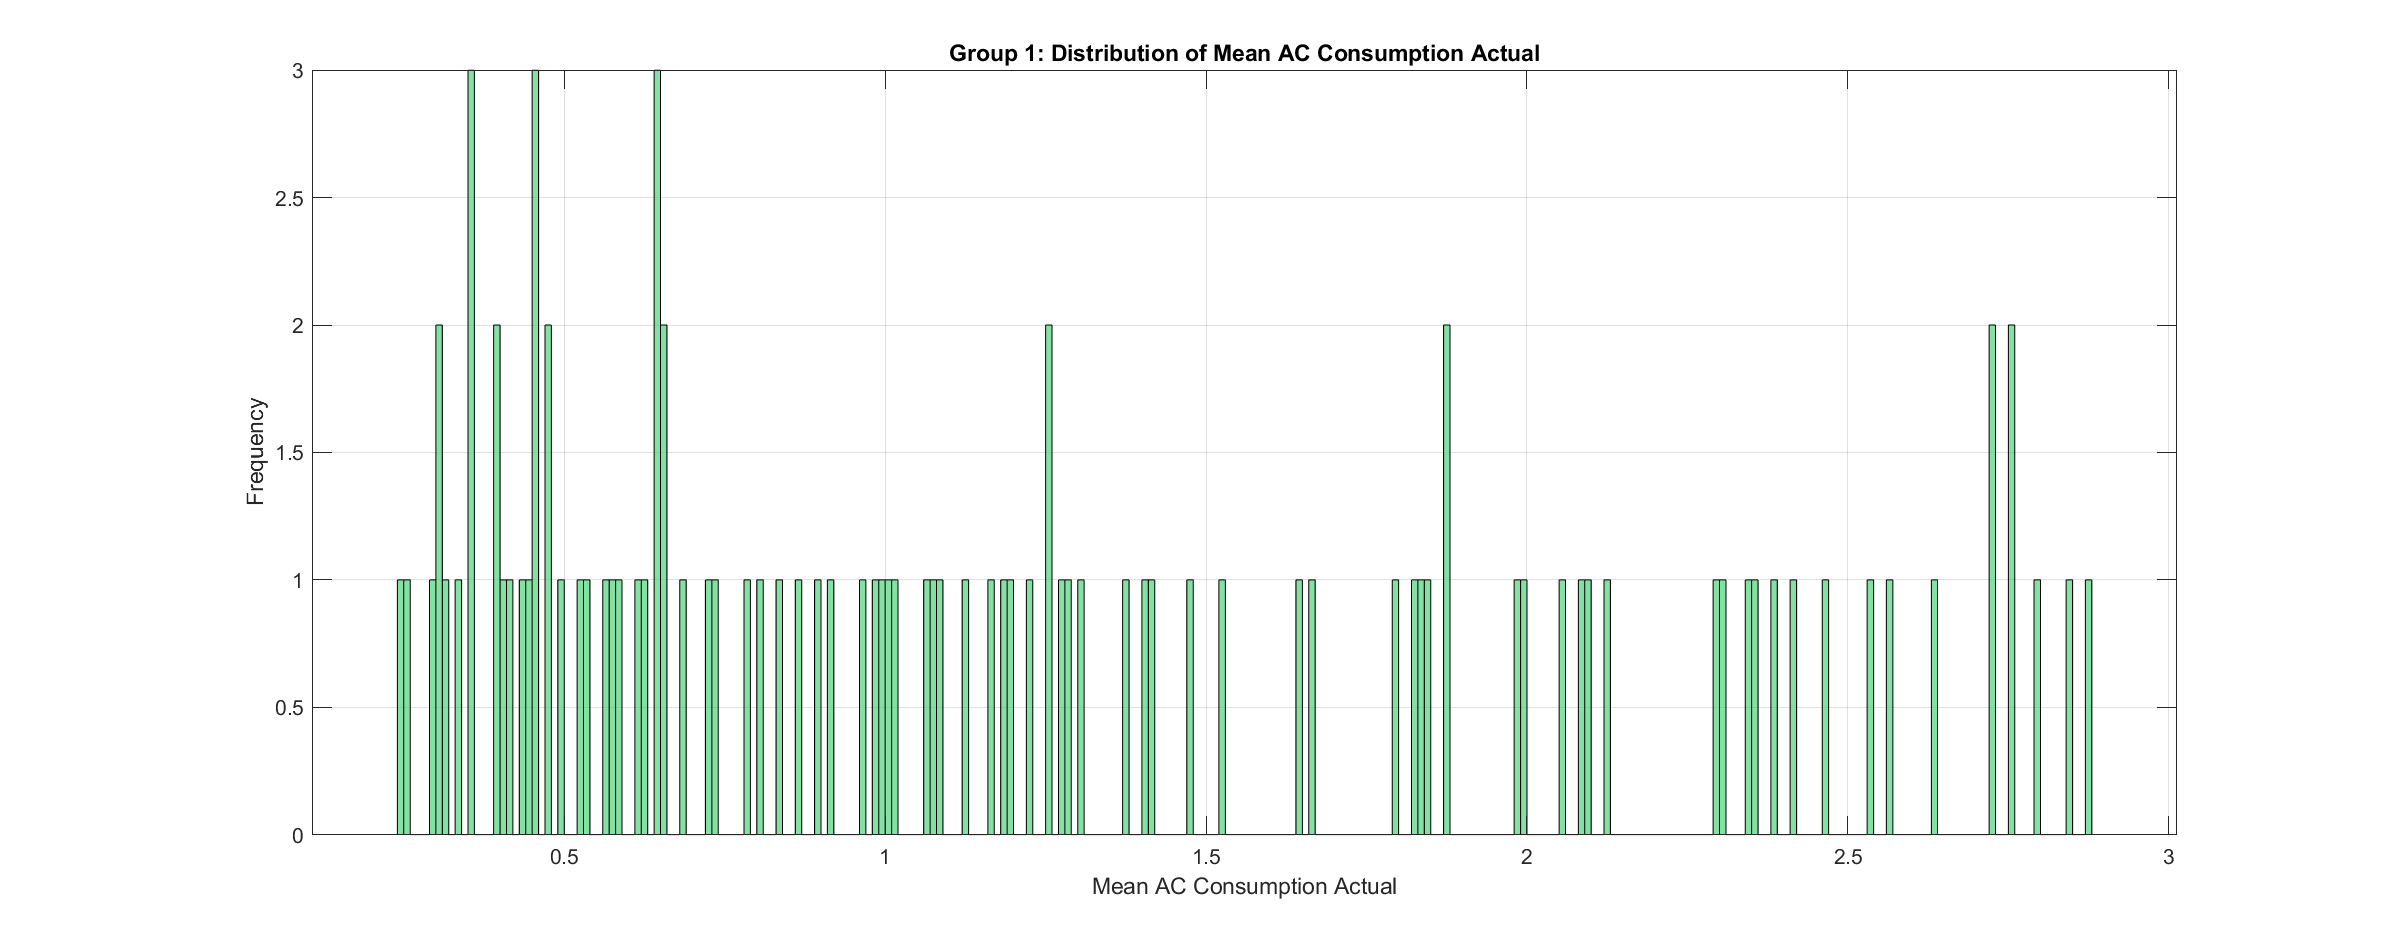 Group 1: Distribution of Mean AC Consumption Actual
3
2.5
2
1.5
1
0.5
0
Frequency
0.5 1 1.5 2 2.5 3
Mean AC Consumption Actual